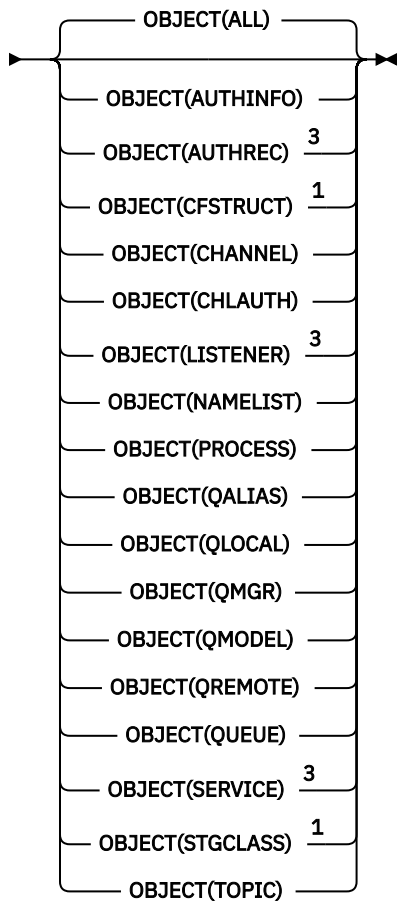 OBJECT(ALL)
OBJECT(AUTHINFO)
OBJECT(AUTHREC) 3
OBJECT(CFSTRUCT) 1
OBJECT(CHANNEL)
OBJECT(CHLAUTH)
OBJECT(LISTENER) 3
OBJECT(NAMELIST)
OBJECT(PROCESS)
OBJECT(QALIAS)
OBJECT(QLOCAL)
OBJECT(QMGR)
OBJECT(QMODEL)
OBJECT(QREMOTE)
OBJECT(QUEUE)
OBJECT(SERVICE) 3
OBJECT(STGCLASS) 1
OBJECT(TOPIC)